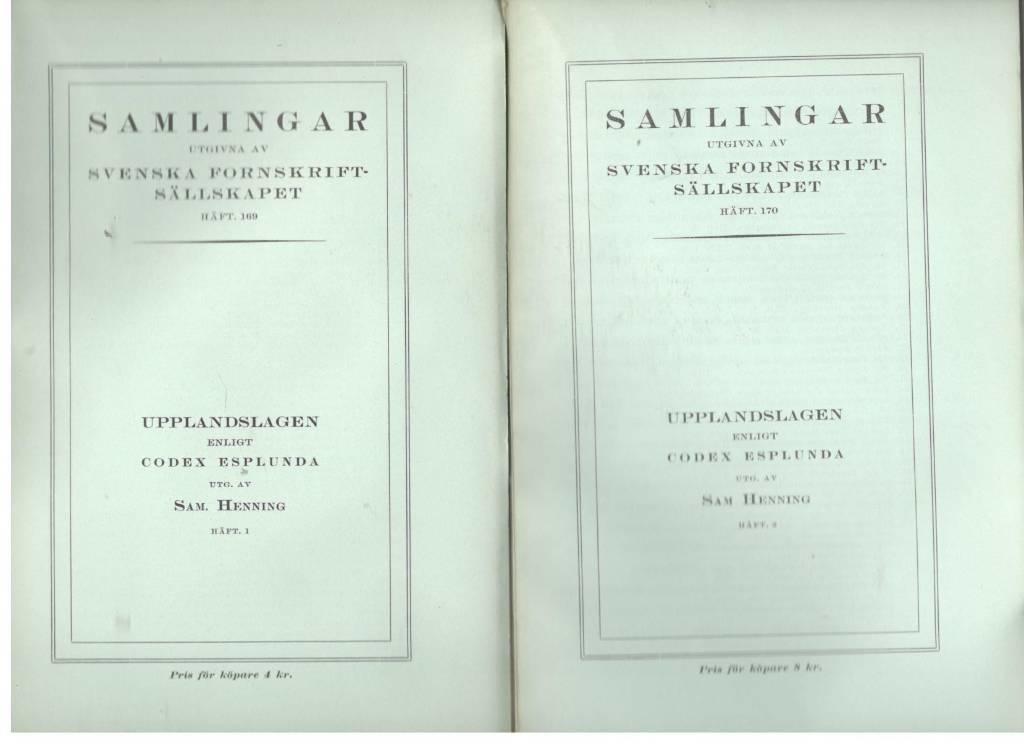 SAMLINGAR
UTGIVNA AV
SVENSKA FORNSKRIFT-
SÄLLSKAPET
HÄFT. 169
UPPLANDSLAGEN
ENLIGT
CODEX ESPLUNDA
UTG. AV
SAM. HENNING
HÄFT. 1
Pris för köpare 4 kr.
SAMLINGAR
UTGIVNA AV
SVENSKA FORNSKRIFT-
SÄLLSKAPET
HÄFT. 170
UPPLANDSLAGEN
ENLIGT
CODEX ESPLUNDA
UTG. AV
SAM HENNING
HÄFT. 2
Pris för köpare 8 kr.